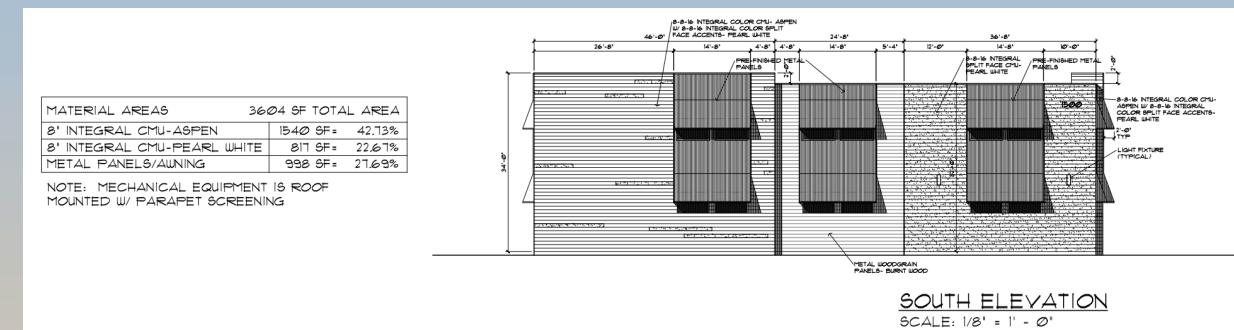 MATERIAL AREAS 3604 SF TOTAL AREA
8" INTEGRAL CMU-ASPEN 1540 SF= 42.73%
8" INTEGRAL CMU-PEARL WHITE 817 SF= 22.67%
METAL PANELS/AWNING 998 SF= 27.69%
NOTE: MECHANICAL EQUIPMENT IS ROOF
MOUNTED W/ PARAPET SCREENING
8-8-16 INTEGRAL COLOR CMU- ASPEN
W/ 8-8-16 INTEGRAL COLOR SPLIT
FACE ACCENTS- PEARL WHITE
46'-0" 24'-8" 36'-8"
26'-8" 14'-8" 4'-8" 4'-8" 14'-8" 5'-4" 12'-0" 14'-8" 10'-0"
PRE-FINISHED METAL
PANELS
8-8-16 INTEGRAL
SPLIT FACE CMU-
PEARL WHITE
PRE-FINISHED METAL
PANELS
2'-0"
2'-0"
1500
8-8-16 INTEGRAL COLOR CMU-
ASPEN W/ 8-8-16 INTEGRAL
COLOR SPLIT FACE ACCENTS-
PEARL WHITE
2'-0"
TYP
LIGHT FIXTURE
(TYPICAL)
34'-0"
METAL WOODGRAIN
PANELS- BURNT WOOD
SOUTH ELEVATION
SCALE: 1/8" = 1' - 0"